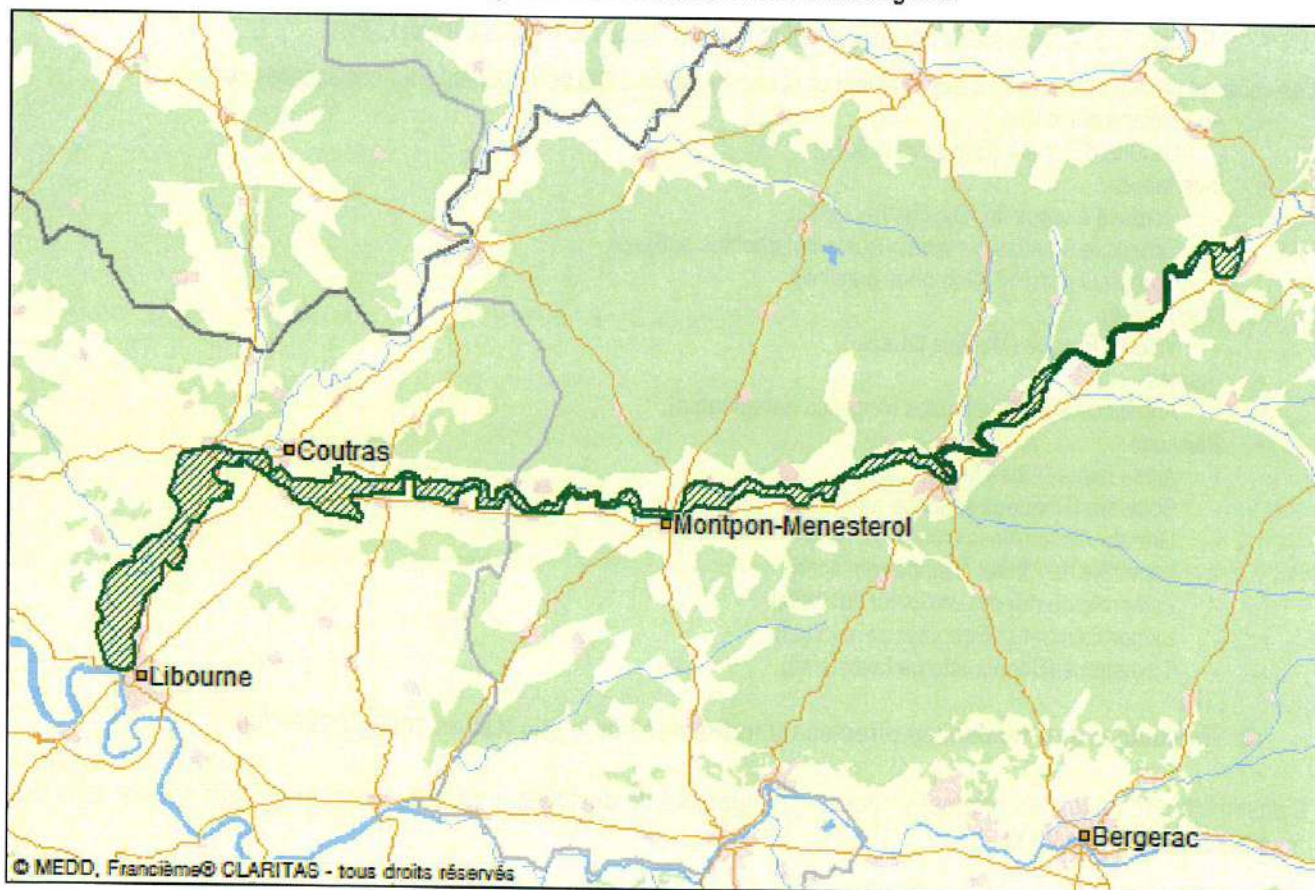 Coutras
Montpon-Menesterol
Libourne
Bergerac
© MEDD, Francième® CLARITAS - tous droits réservés